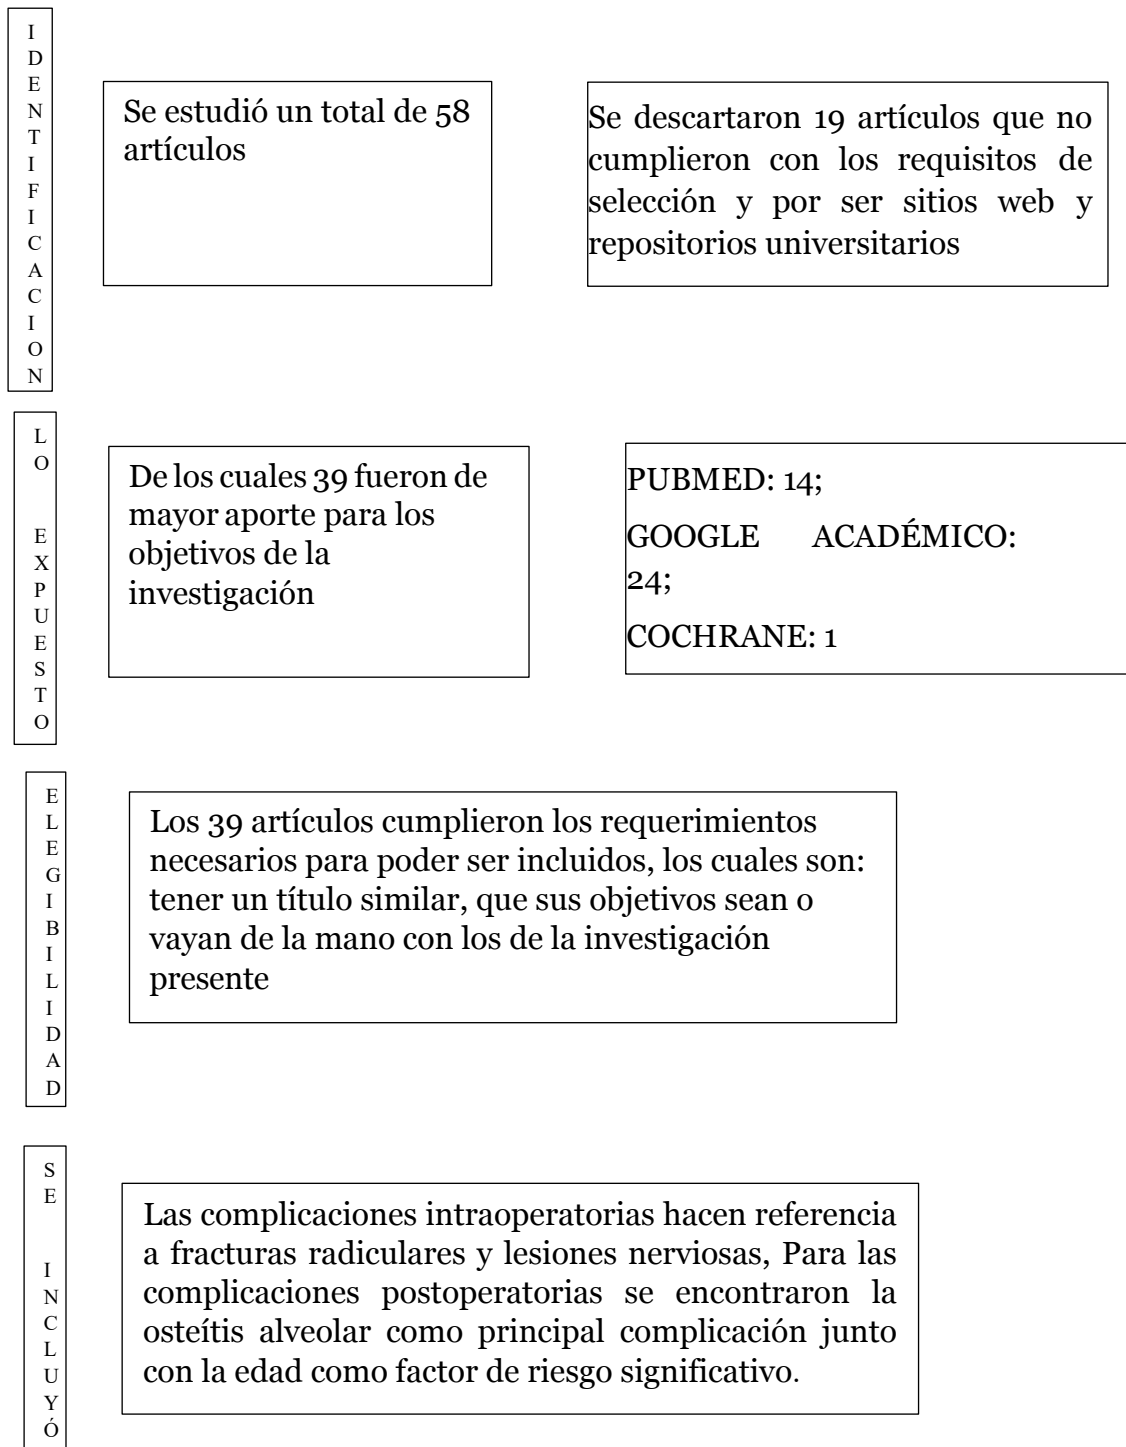 IDENTIFICACION
Se estudió un total de 58
artículos
Se descartaron 19 artículos que no
cumplieron con los requisitos de
selección y por ser sitios web y
repositorios universitarios
LO EXPUESTO
De los cuales 39 fueron de
mayor aporte para los
objetivos de la
investigación
PUBMED: 14;
GOOGLE ACADÉMICO:
24;
COCHRANE: 1
ELEGIBILIDAD
Los 39 artículos cumplieron los requerimientos
necesarios para poder ser incluidos, los cuales son:
tener un título similar, que sus objetivos sean o
vayan de la mano con los de la investigación
presente
SE INCLUYÓ
Las complicaciones intraoperatorias hacen referencia
a fracturas radiculares y lesiones nerviosas, Para las
complicaciones postoperatorias se encontraron la
osteítis alveolar como principal complicación junto
con la edad como factor de riesgo significativo.